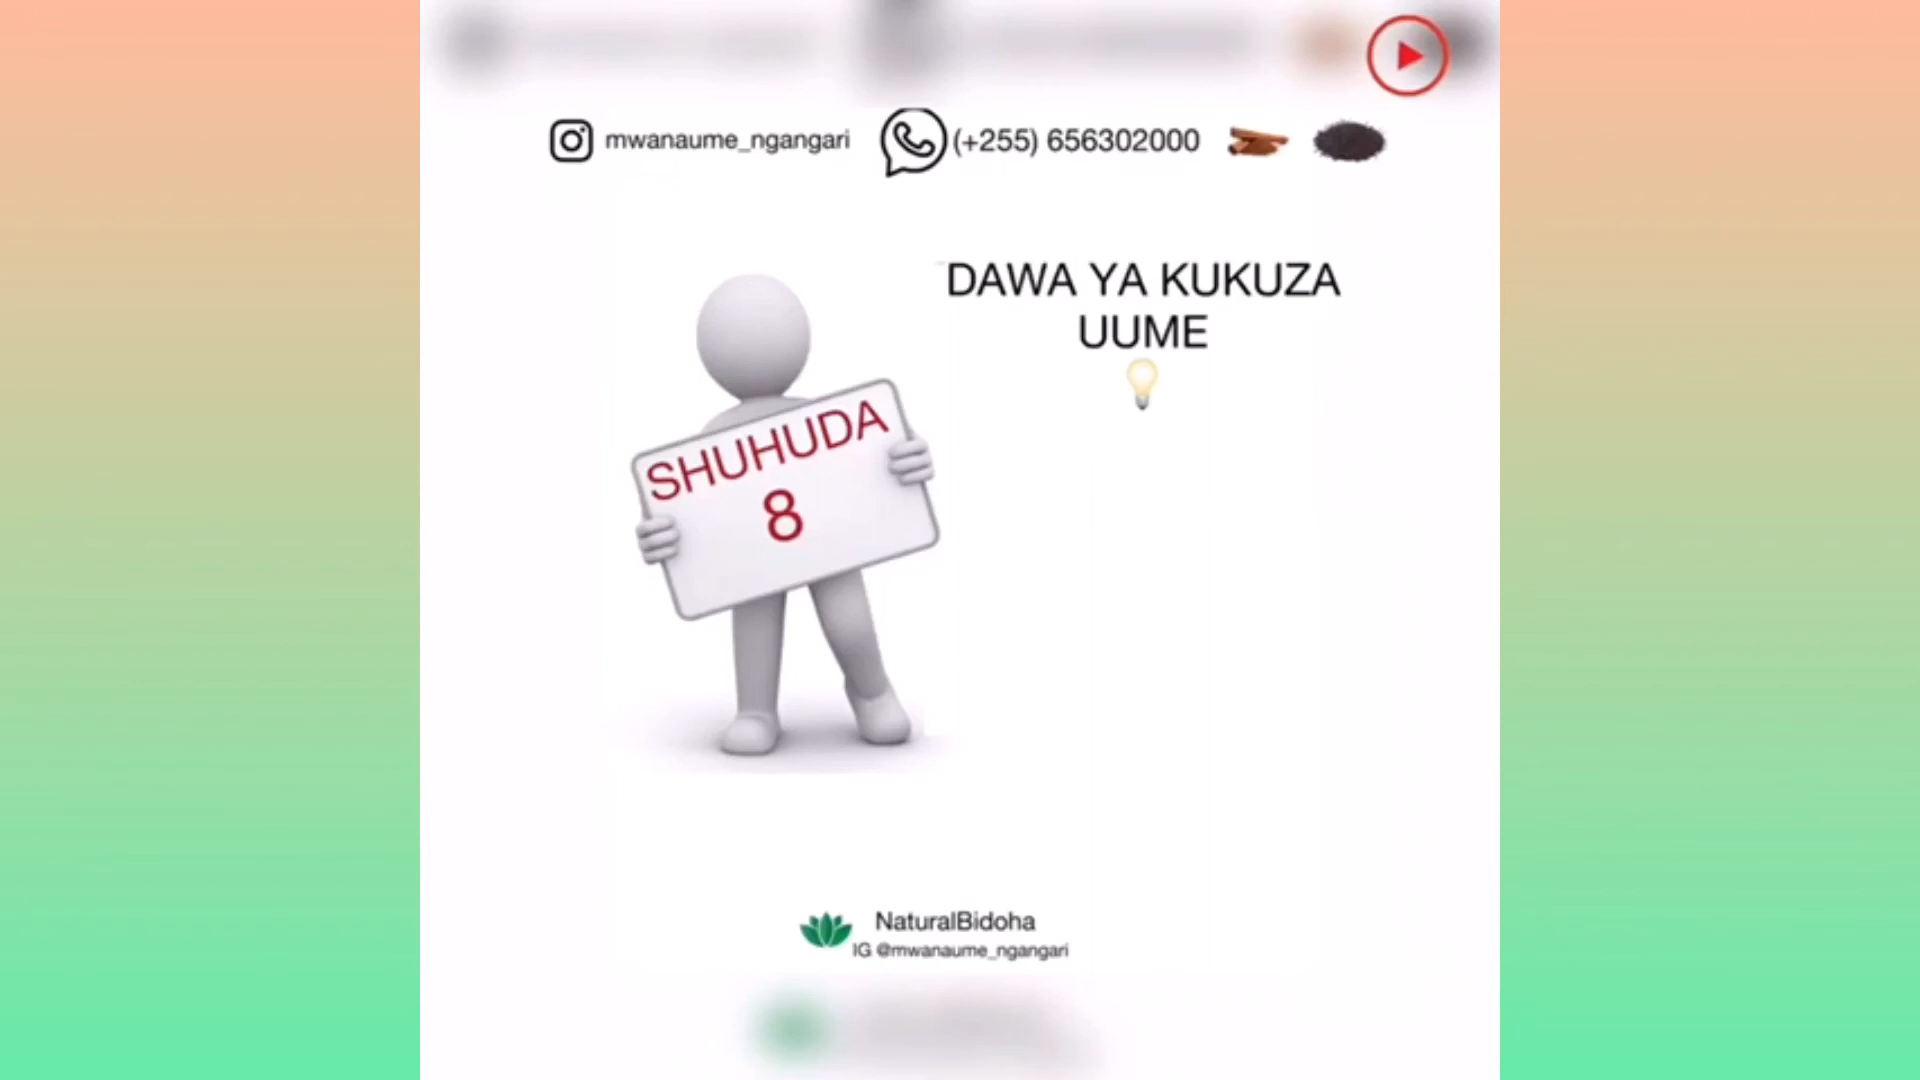 mwanaume_ngangari (+255) 656302000
DAWA YA KUKUZA
UUME
SHUHUDA
8
NaturalBidoha
IG @mwanaume_ngangari